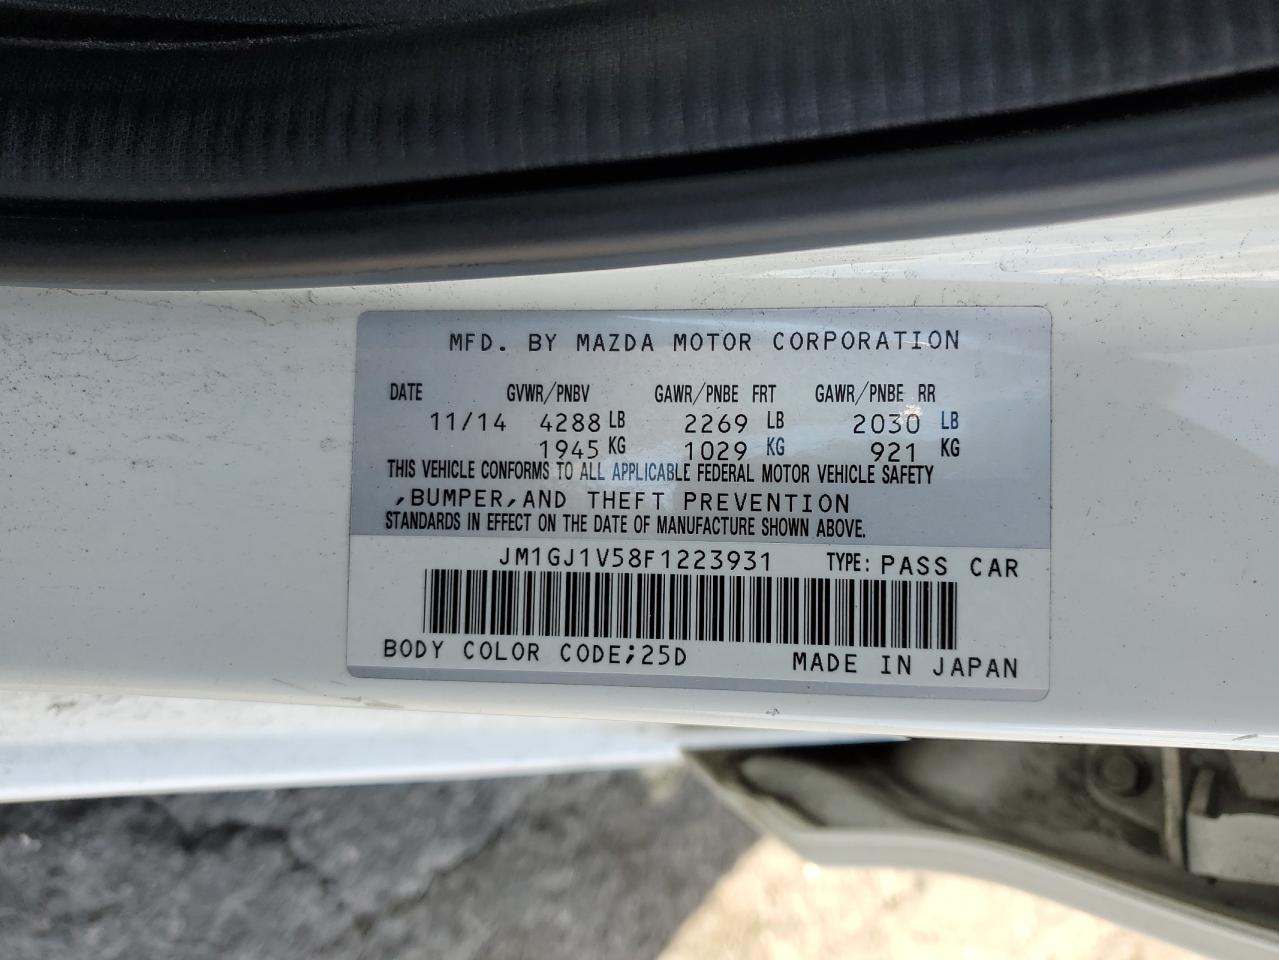 MFD. BY MAZDA MOTOR CORPORATION
DATE GVWR/PNBV GAWR/PNBE FRT GAWR/PNBE RR
11/14 4288 LB 2269 LB 2030 LB
1945 KG 1029 KG 921 KG
THIS VEHICLE CONFORMS TO ALL APPLICABLE FEDERAL MOTOR VEHICLE SAFETY
,BUMPER,AND THEFT PREVENTION
STANDARDS IN EFFECT ON THE DATE OF MANUFACTURE SHOWN ABOVE.
JM1GJ1V58F1223931 TYPE: PASS CAR
BODY COLOR CODE;25D MADE IN JAPAN